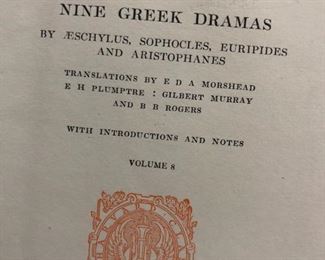 NINE GREEK DRAMAS
BY ÆSCHYLUS, SOPHOCLES, EURIPIDES
AND ARISTOPHANES
TRANSLATIONS BY E D A MORSHEAD
E H PLUMPTRE : GILBERT MURRAY
AND B B ROGERS
WITH INTRODUCTIONS AND NOTES
VOLUME 8